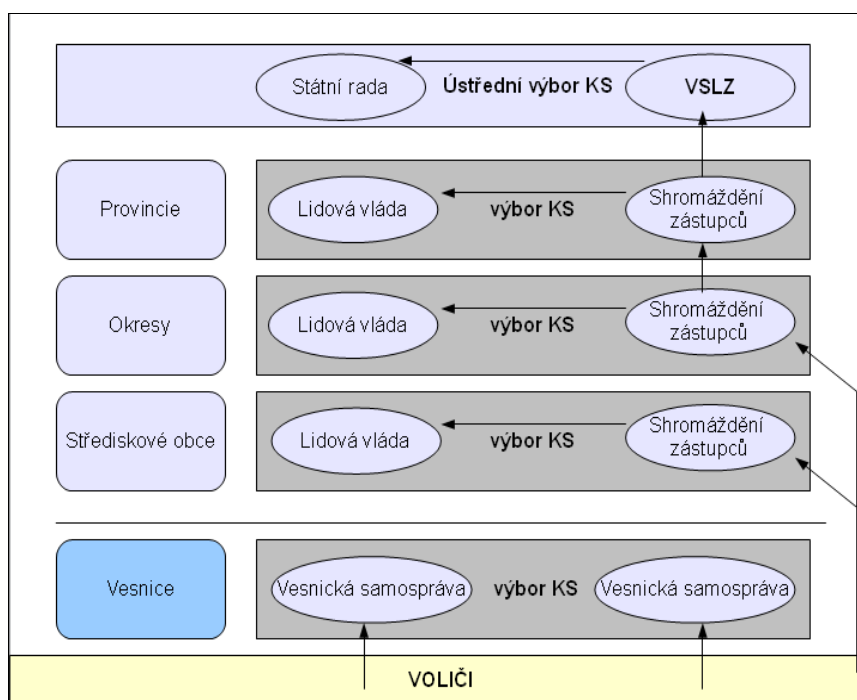 Státní rada
Ústřední výbor KS
VSLZ
Provincie
Lidová vláda
výbor KS
Shromáždění
zástupců
Okresy
Lidová vláda
výbor KS
Shromáždění
zástupců
Střediskové obce
Lidová vláda
výbor KS
Shromáždění
zástupců
Vesnice
Vesnická samospráva
výbor KS
Vesnická samospráva
VOLIČI